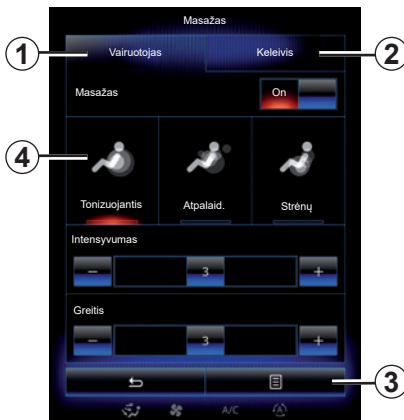 Masažas
1 Vairuotojas Keleivis 2
Masažas On
4
Tonizuojantis Atpalaid. Strėnų
Intensyvumas
− 3 +
Greitis
− 3 +
3
A/C A